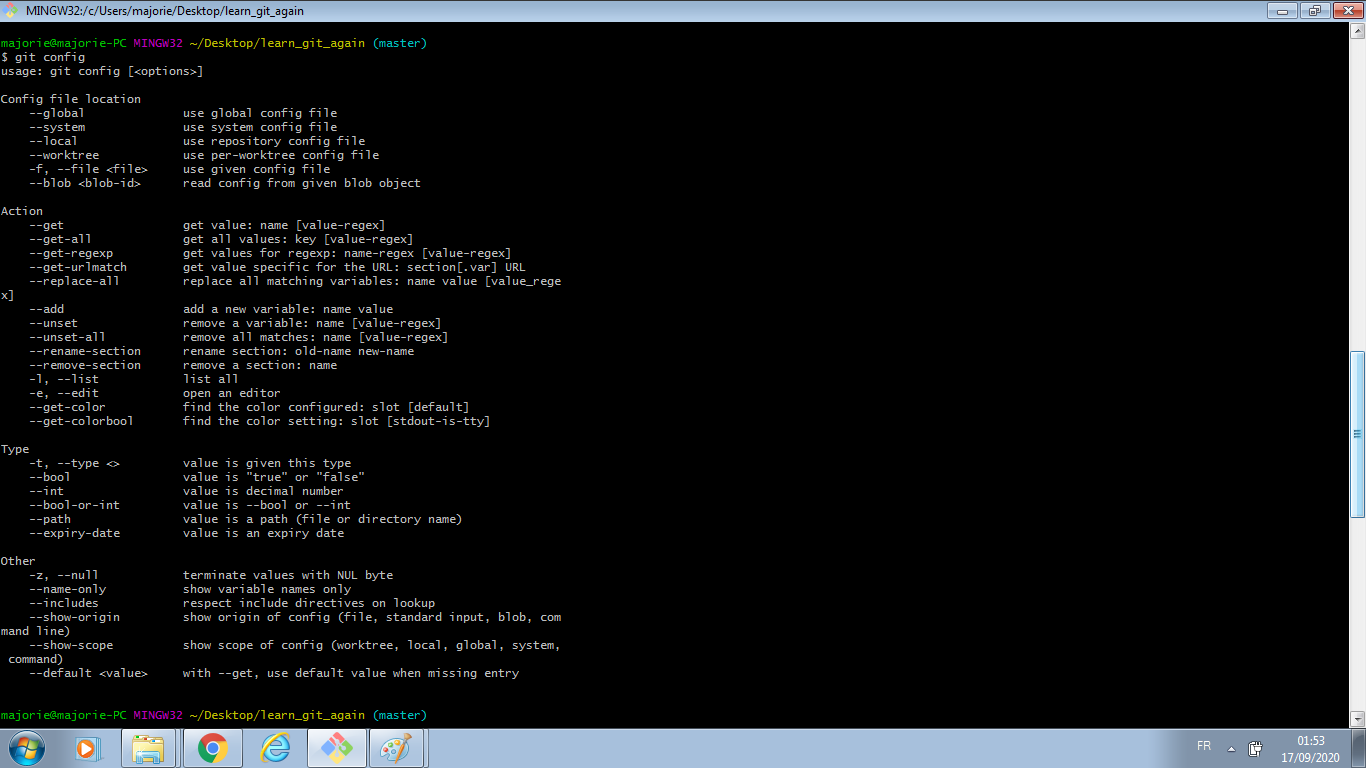 MINGW32:/c/Users/majorie/Desktop/learn_git_again
majorie@majorie-PC MINGW32 ~/Desktop/learn_git_again (master)
$ git config
usage: git config [<options>]
Config file location
    --global              use global config file
    --system              use system config file
    --local               use repository config file
    --worktree            use per-worktree config file
    -f, --file <file>     use given config file
    --blob <blob-id>      read config from given blob object
Action
    --get                 get value: name [value-regex]
    --get-all             get all values: key [value-regex]
    --get-regexp          get values for regexp: name-regex [value-regex]
    --get-urlmatch        get value specific for the URL: section[.var] URL
    --replace-all         replace all matching variables: name value [value_rege
x]
    --add                 add a new variable: name value
    --unset               remove a variable: name [value-regex]
    --unset-all           remove all matches: name [value-regex]
    --rename-section      rename section: old-name new-name
    --remove-section      remove a section: name
    -l, --list            list all
    -e, --edit            open an editor
    --get-color           find the color configured: slot [default]
    --get-colorbool       find the color setting: slot [stdout-is-tty]
Type
    -t, --type <>         value is given this type
    --bool                value is "true" or "false"
    --int                 value is decimal number
    --bool-or-int         value is --bool or --int
    --path                value is a path (file or directory name)
    --expiry-date         value is an expiry date
Other
    -z, --null            terminate values with NUL byte
    --name-only           show variable names only
    --includes            respect include directives on lookup
    --show-origin         show origin of config (file, standard input, blob, com
mand line)
    --show-scope          show scope of config (worktree, local, global, system,
 command)
    --default <value>     with --get, use default value when missing entry
majorie@majorie-PC MINGW32 ~/Desktop/learn_git_again (master)
FR
01:53
17/09/2020